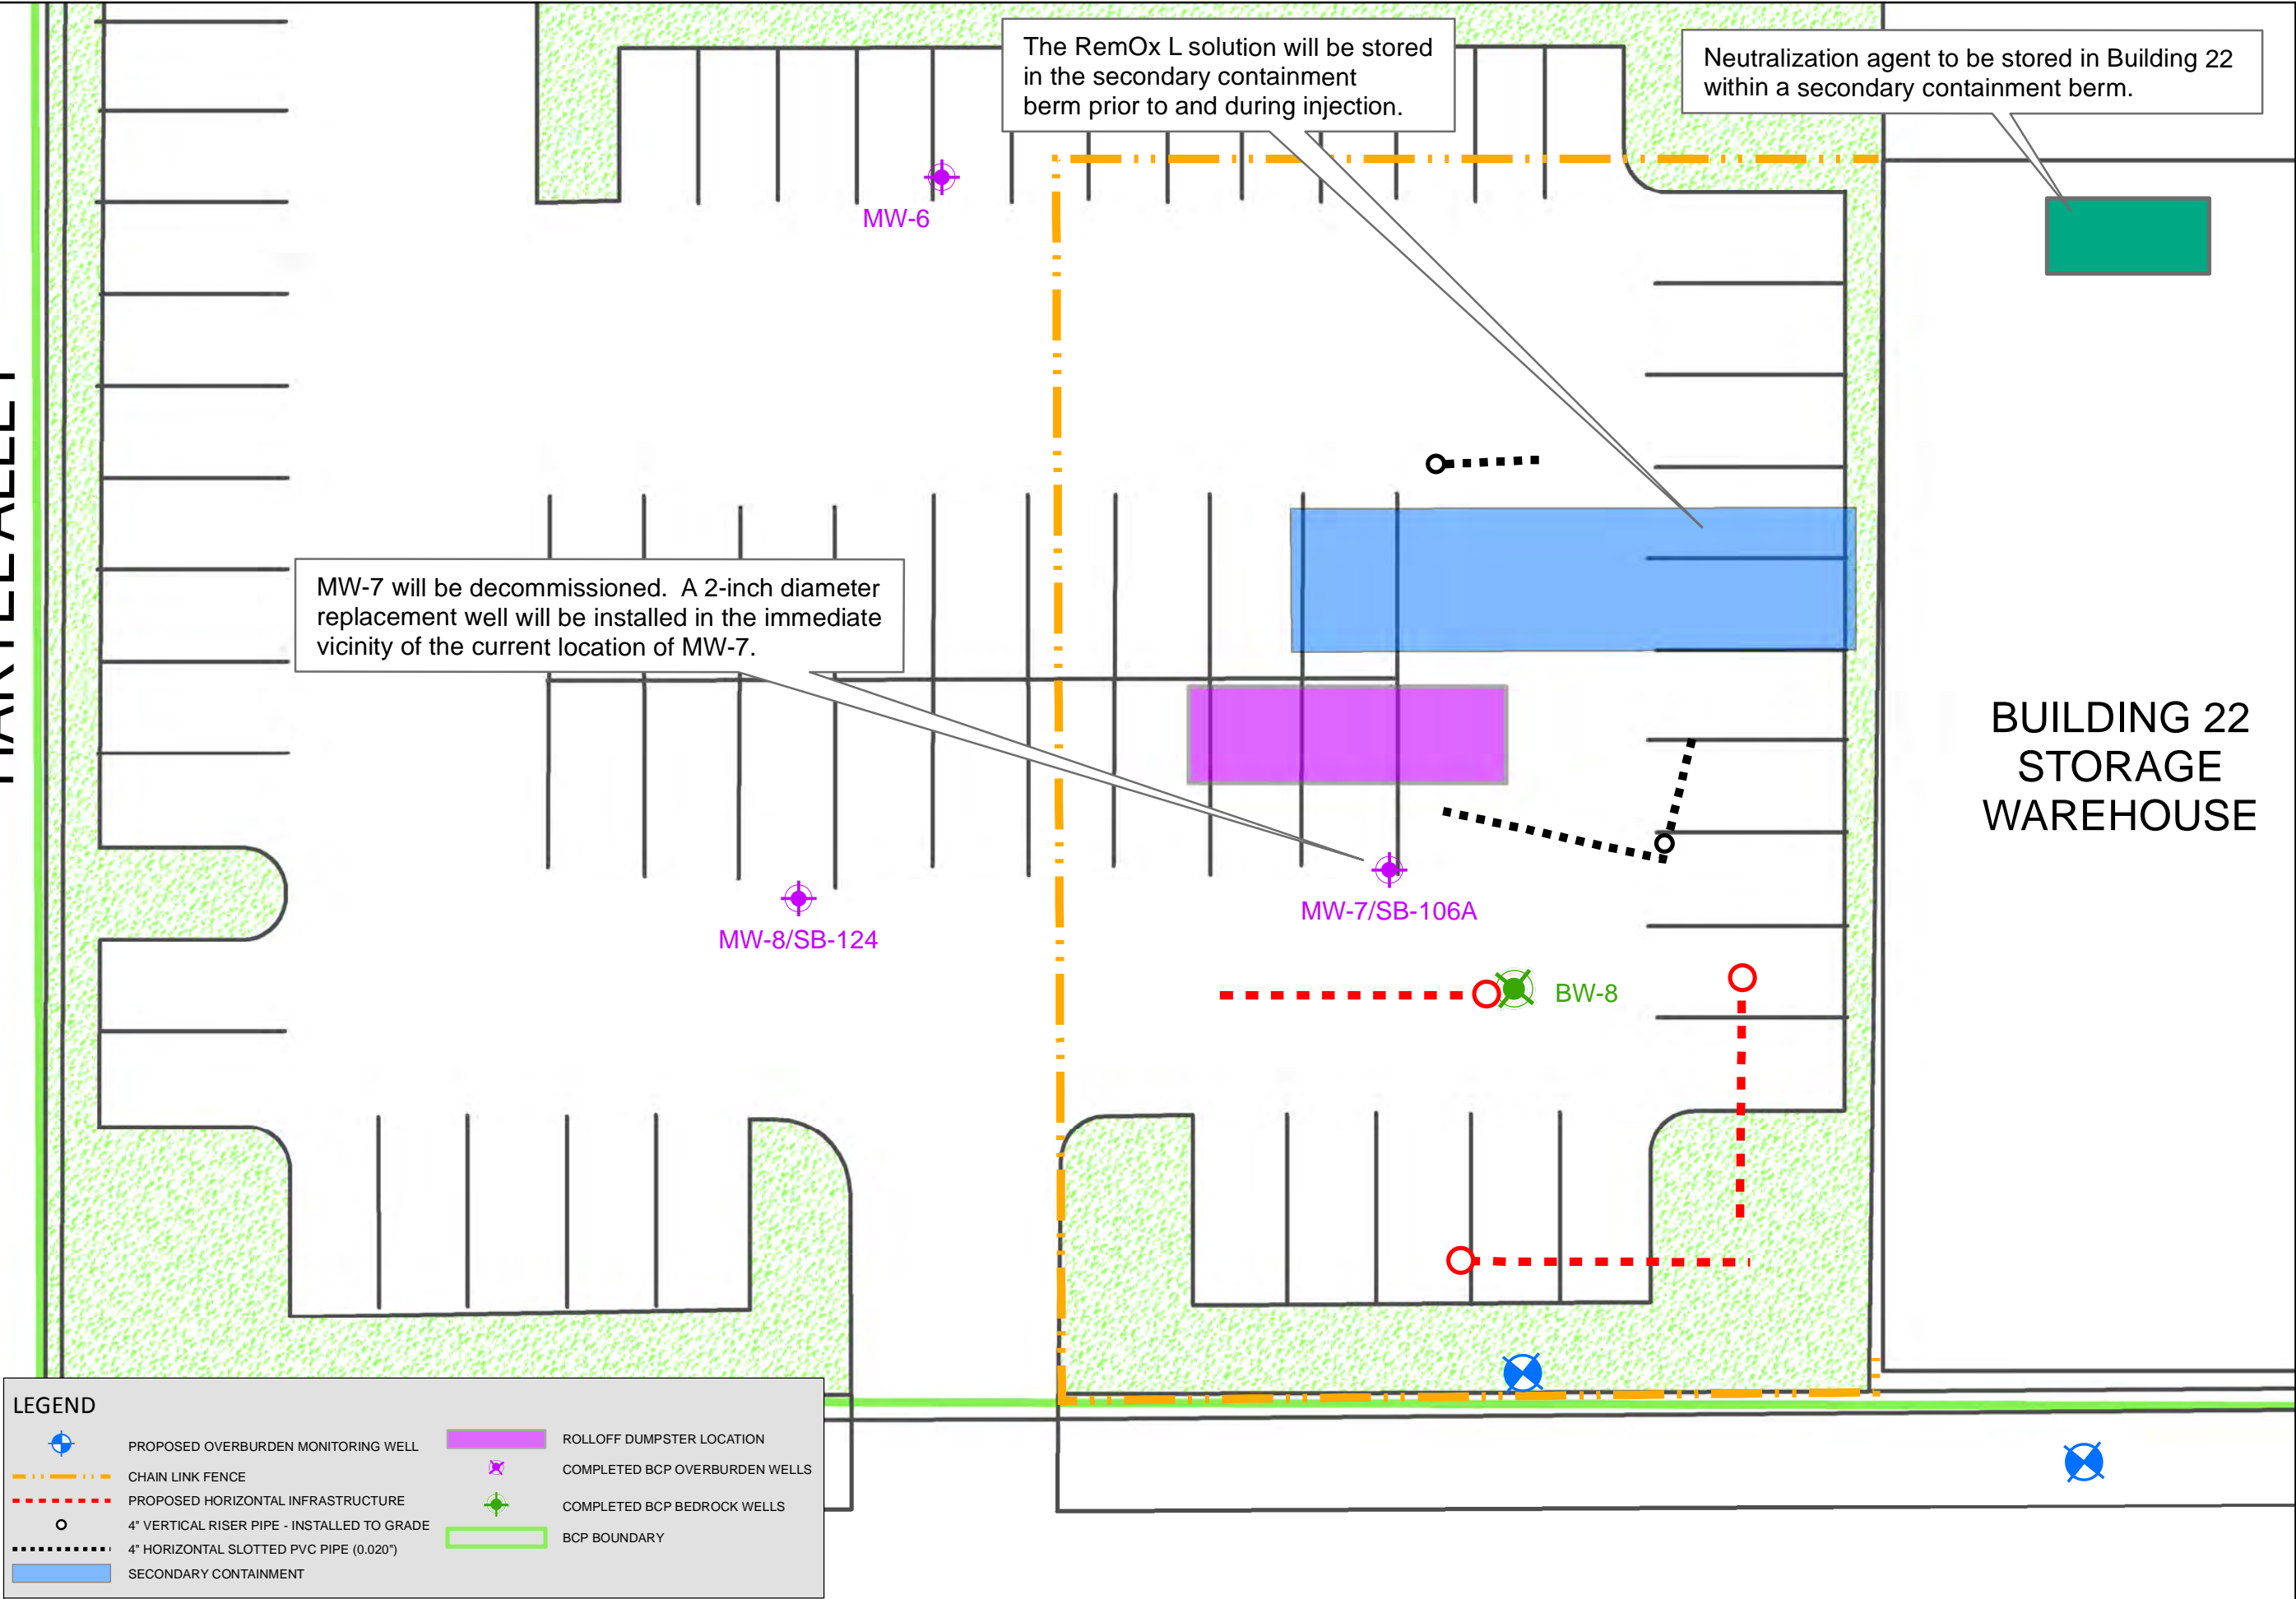 The RemOx L solution will be stored
in the secondary containment
berm prior to and during injection.
Neutralization agent to be stored in Building 22
within a secondary containment berm.
MW-6
MW-7 will be decommissioned. A 2-inch diameter
replacement well will be installed in the immediate
vicinity of the current location of MW-7.
BUILDING 22
STORAGE
WAREHOUSE
MW-7/SB-106A
MW-8/SB-124
BW-8
LEGEND
PROPOSED OVERBURDEN MONITORING WELL
CHAIN LINK FENCE
PROPOSED HORIZONTAL INFRASTRUCTURE
4" VERTICAL RISER PIPE - INSTALLED TO GRADE
4" HORIZONTAL SLOTTED PVC PIPE (0.020")
SECONDARY CONTAINMENT
ROLLOFF DUMPSTER LOCATION
COMPLETED BCP OVERBURDEN WELLS
COMPLETED BCP BEDROCK WELLS
BCP BOUNDARY